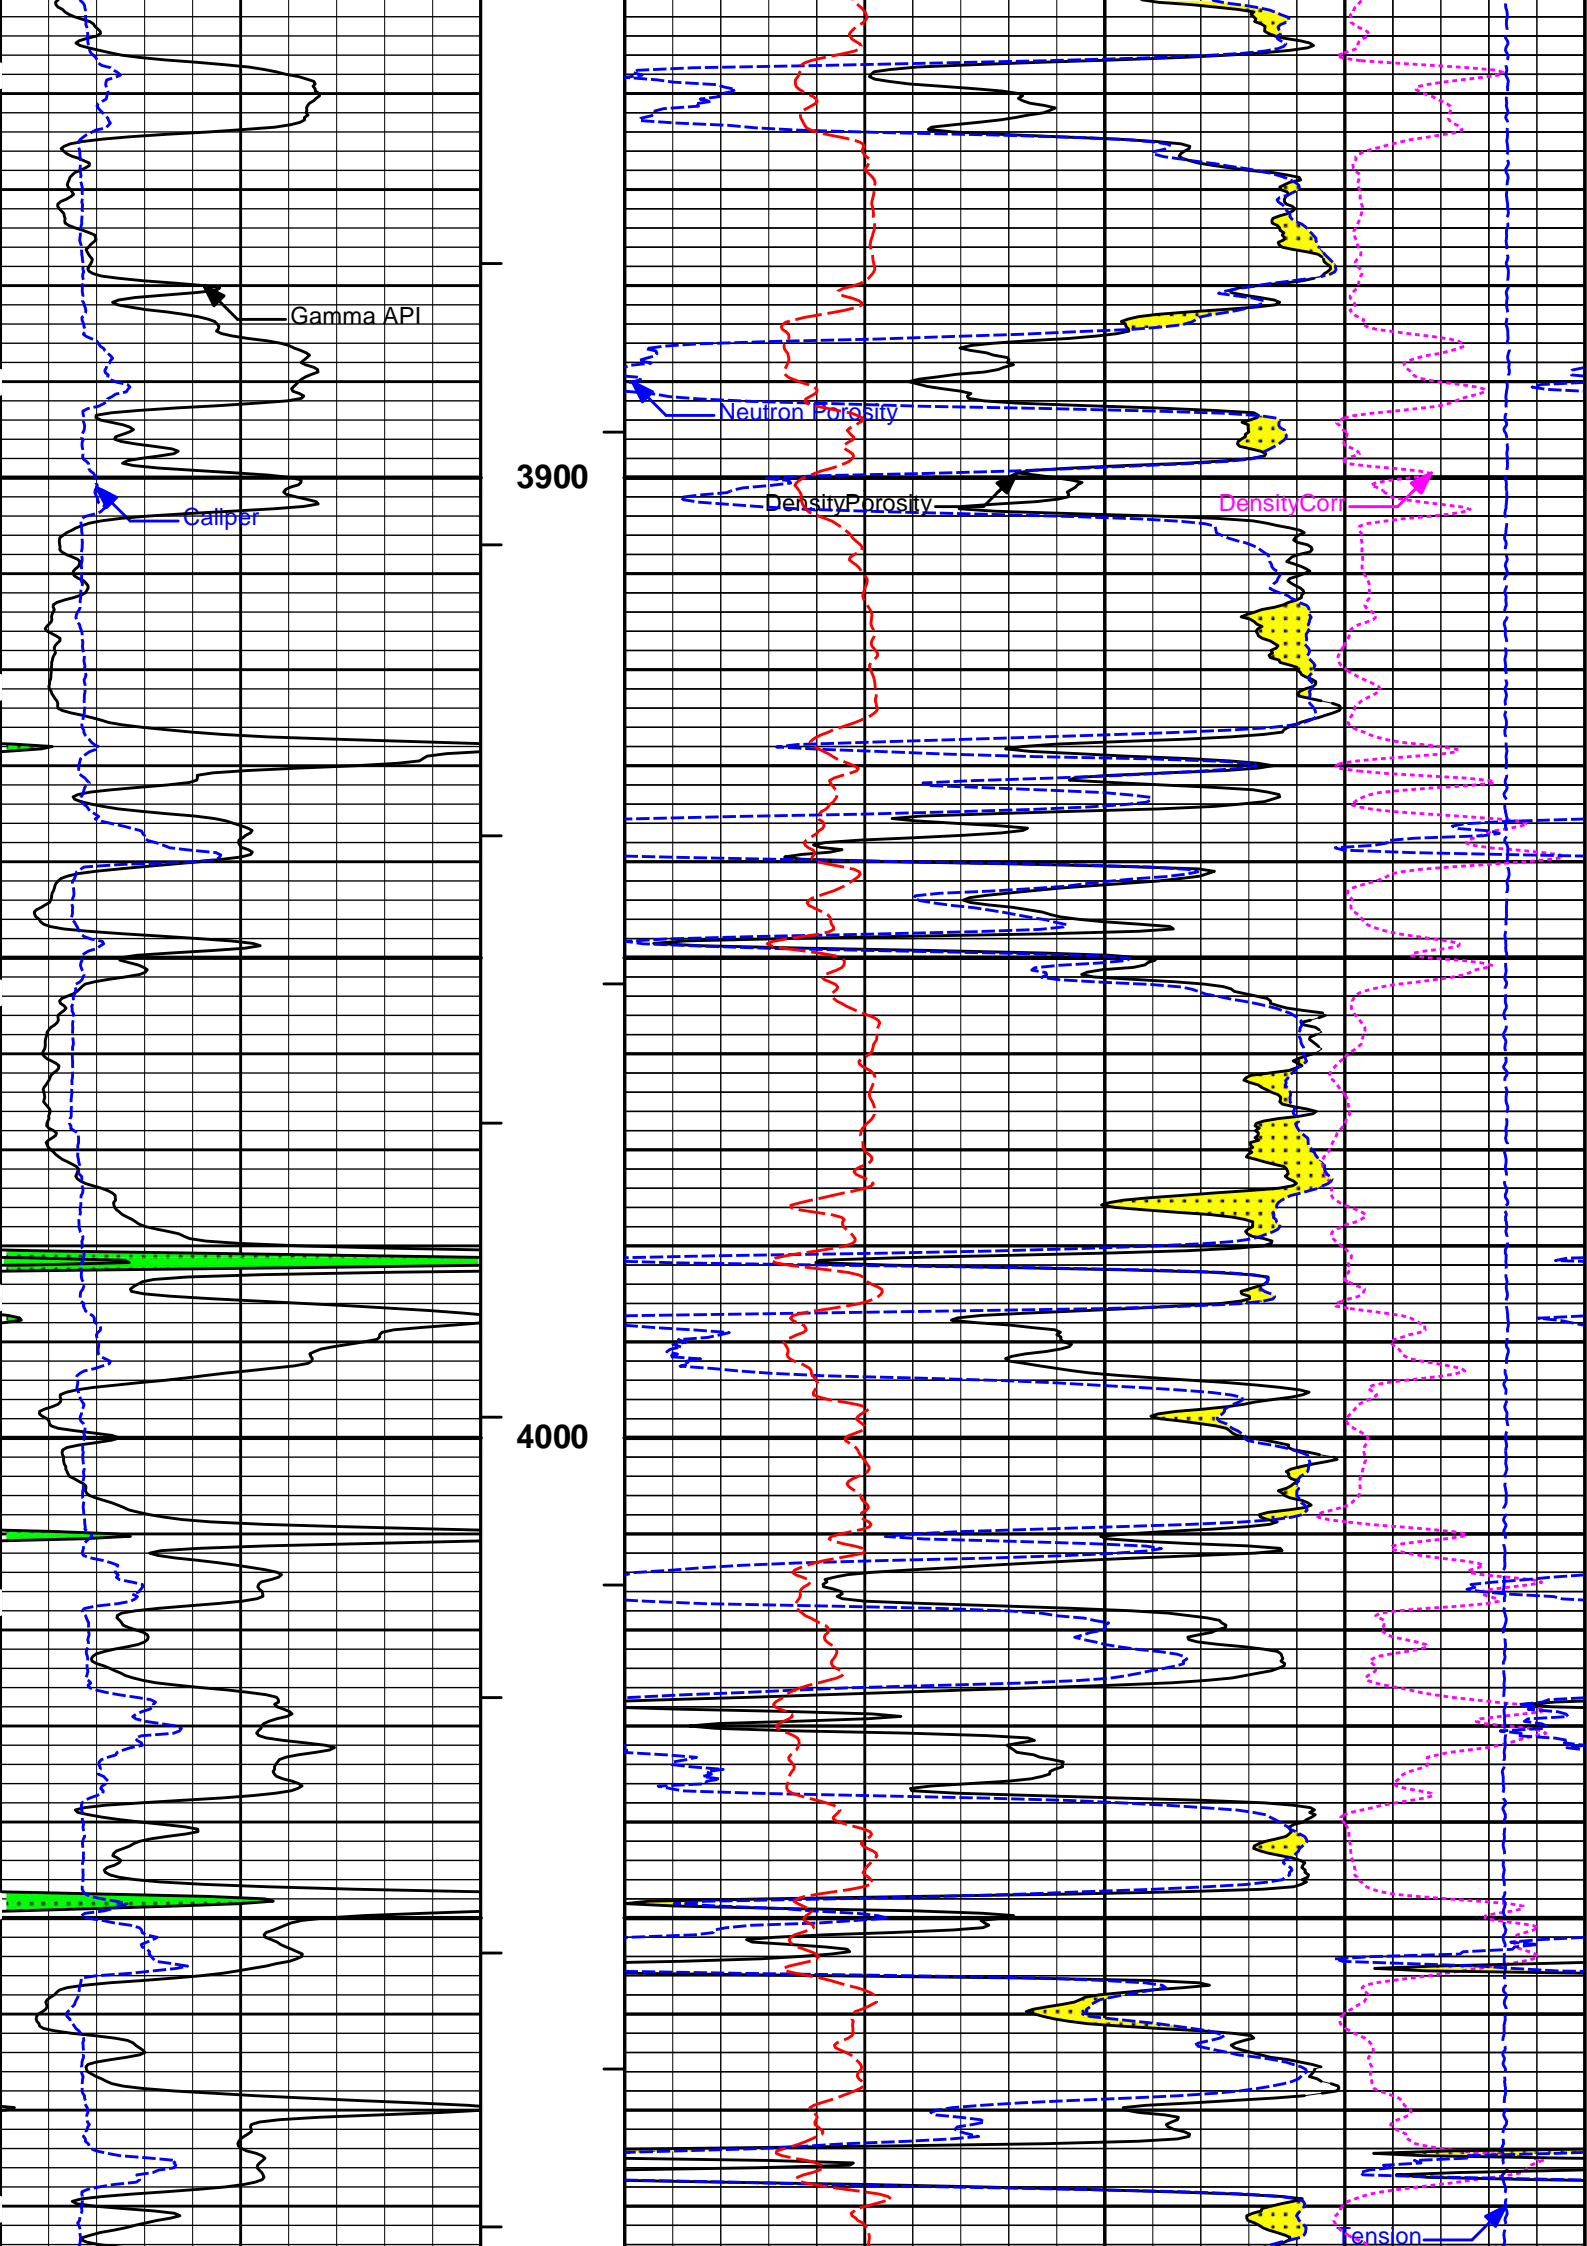 Gamma API
Neutron Porosity
3900
DensityPorosity
DensityCorr
Caliper
4000
Tension